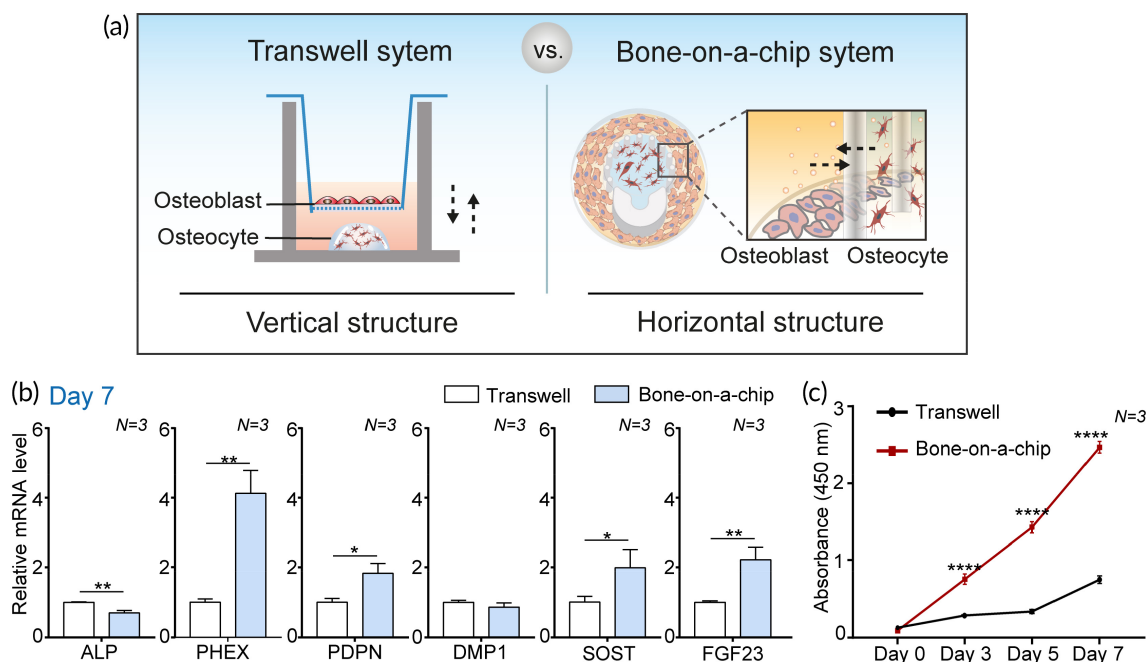 (a)
Transwell sytem
vs.
Bone-on-a-chip sytem
Osteoblast
Osteocyte
Osteoblast Osteocyte
Vertical structure
Horizontal structure
(b) Day 7
Transwell
Bone-on-a-chip
Relative mRNA level
N=3
6
4
2
0
**
ALP
N=3
6
4
2
0
**
PHEX
N=3
6
4
2
0
*
PDPN
N=3
6
4
2
0
DMP1
N=3
6
4
2
0
*
SOST
N=3
6
4
2
0
**
FGF23
(c)
Transwell
Bone-on-a-chip
N=3
Absorbance (450 nm)
3
2
1
0
****
****
****
Day 0 Day 3 Day 5 Day 7